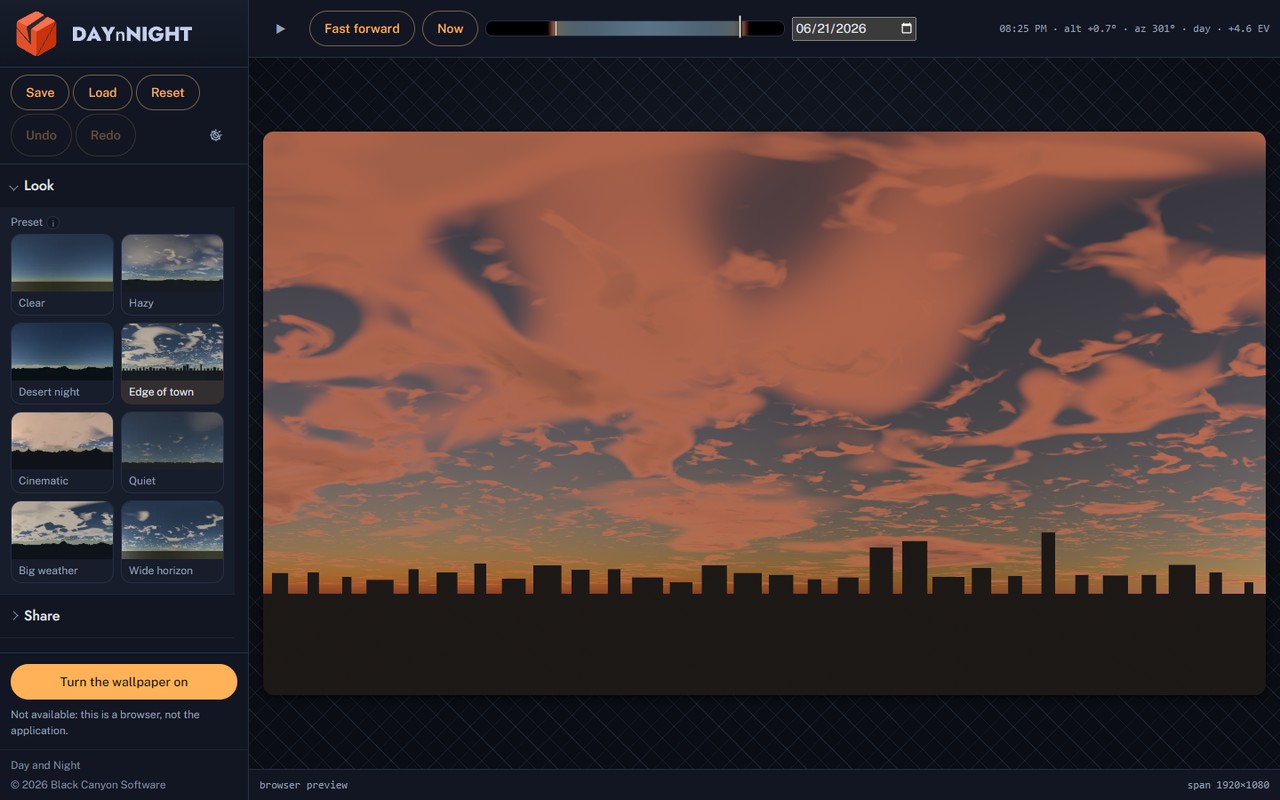 DAYnNIGHT
Save
Load
Reset
Undo
Redo
Look
Preset i
Clear
Hazy
Desert night
Edge of town
Cinematic
Quiet
Big weather
Wide horizon
Share
Turn the wallpaper on
Not available: this is a browser, not the
application.
Day and Night
© 2026 Black Canyon Software
Fast forward
Now
06/21/2026
08:25 PM · alt +0.7° · az 301° · day · +4.6 EV
browser preview
span 1920×1080